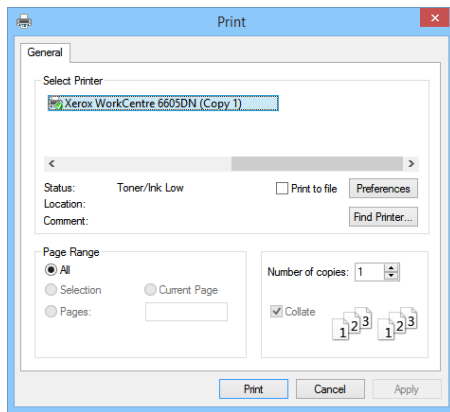 Print
General
Select Printer
Xerox WorkCentre 6605DN (Copy 1)
Status: Toner/Ink Low
Print to file
Preferences
Location:
Comment:
Find Printer...
Page Range
All
Selection
Current Page
Pages:
Number of copies: 1
Collate
1 2 3 1 2 3
Print Cancel Apply